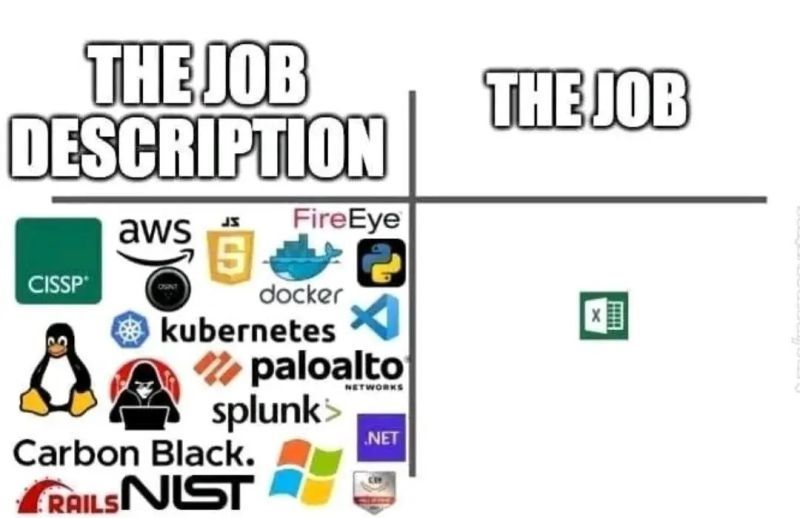 THE JOB
DESCRIPTION
THE JOB
CISSP
aws
JS
FireEye
OSINT
docker
kubernetes
paloalto
NETWORKS
splunk>
.NET
Carbon Black.
RAILS
NIST
X